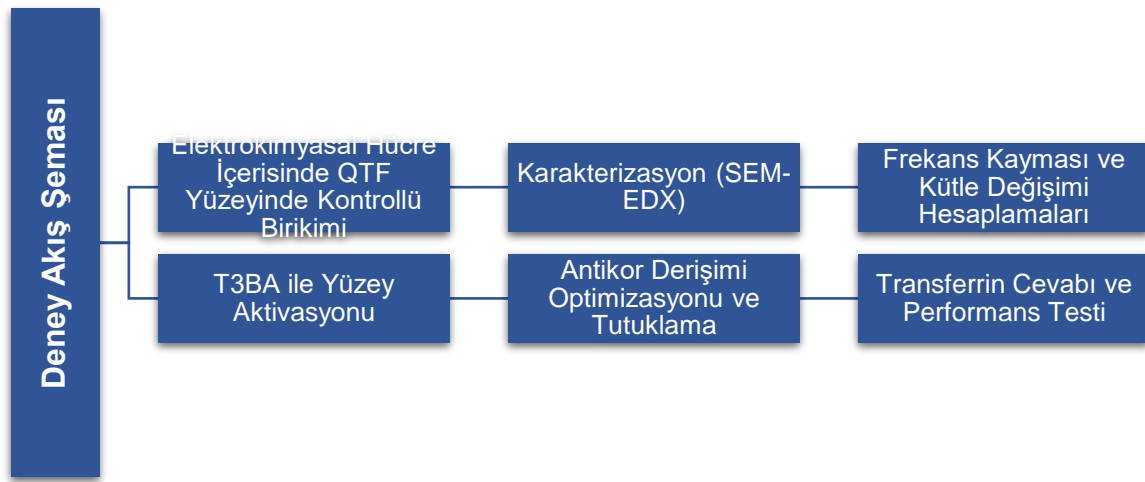 Deney Akış Şeması
Elektrokimyasal Hücre
İçerisinde QTF
Yüzeyinde Kontrollü
Birikimi
Karakterizasyon (SEM-
EDX)
Frekans Kayması ve
Kütle Değişimi
Hesaplamaları
T3BA ile Yüzey
Aktivasyonu
Antikor Derişimi
Optimizasyonu ve
Tutuklama
Transferrin Cevabı ve
Performans Testi